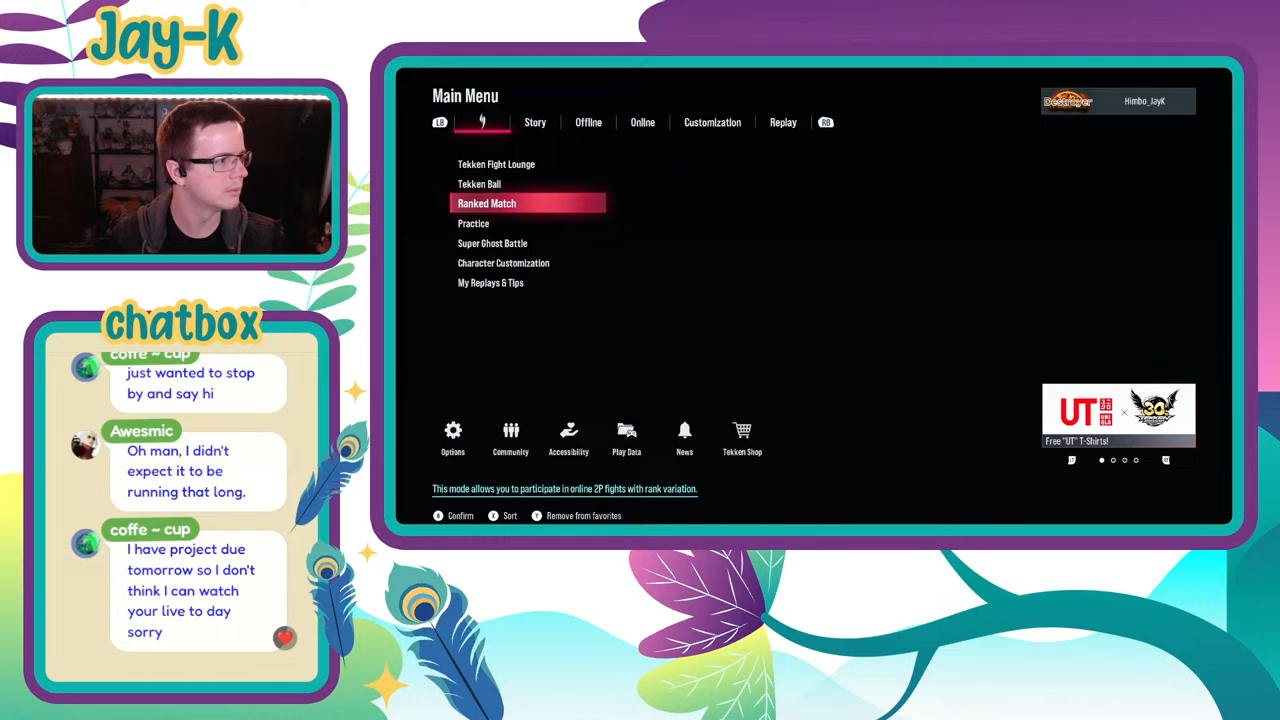 Jay-K
chatbox
coffe ~ cup
just wanted to stop
by and say hi
Awesmic
Oh man, I didn't
expect it to be
running that long.
coffe ~ cup
I have project due
tomorrow so I don't
think I can watch
your live to day
sorry
Main Menu
Destroyer
Himbo_JayK
LB Story Offline Online Customization Replay RB
Tekken Fight Lounge
Tekken Ball
Ranked Match
Practice
Super Ghost Battle
Character Customization
My Replays & Tips
UT UNIQLO × 30 TEKKEN
Free "UT" T-Shirts!
LT RT
Options Community Accessibility Play Data News Tekken Shop
This mode allows you to participate in online 2P fights with rank variation.
A Confirm X Sort Y Remove from favorites